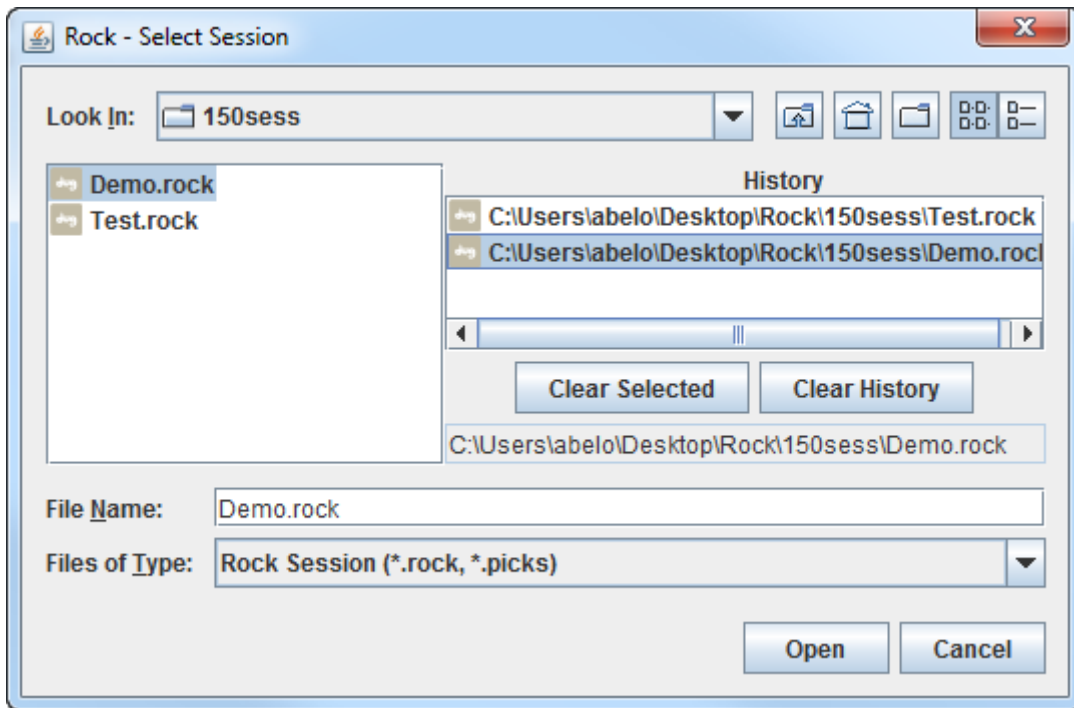 Rock - Select Session
Look In: 150sess
Demo.rock
Test.rock
History
C:\Users\abelo\Desktop\Rock\150sess\Test.rock
C:\Users\abelo\Desktop\Rock\150sess\Demo.rock
Clear Selected Clear History
C:\Users\abelo\Desktop\Rock\150sess\Demo.rock
File Name: Demo.rock
Files of Type: Rock Session (*.rock, *.picks)
Open Cancel